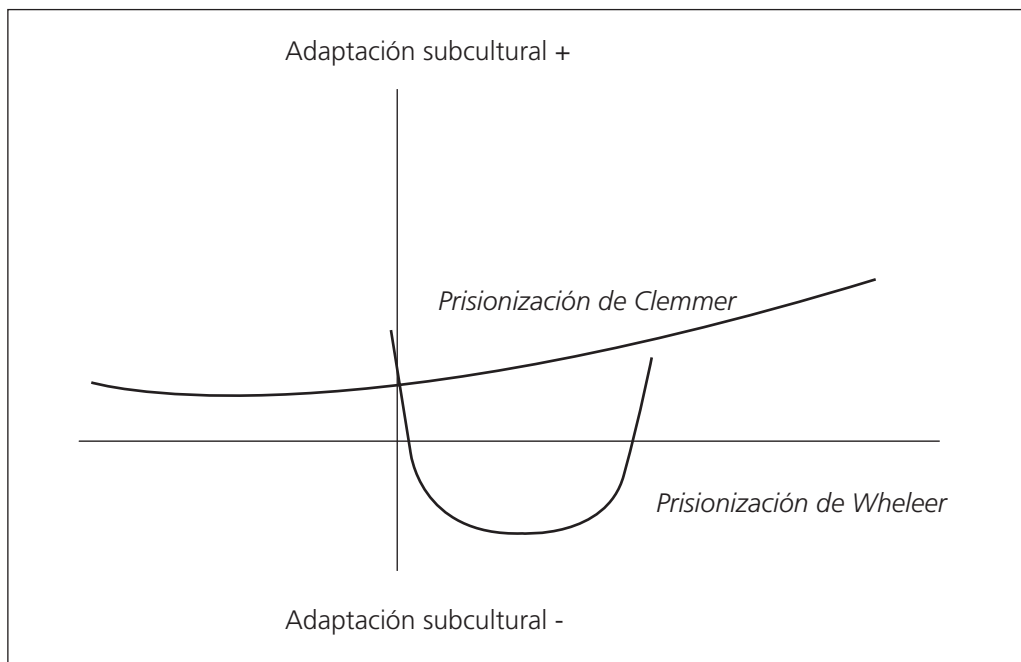 Adaptación subcultural +
Prisionización de Clemmer
Prisionización de Wheleer
Adaptación subcultural -